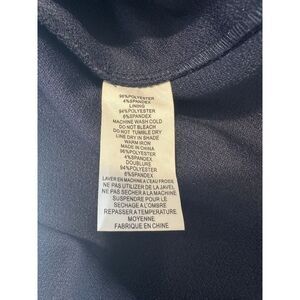 96%POLYESTER
4%SPANDEX
LINING
94%POLYESTER
6%SPANDEX
MACHINE WASH COLD
DO NOT BLEACH
DO NOT TUMBLE DRY
LINE DRY IN SHADE
WARM IRON
MADE IN CHINA
96%POLYESTER
4%SPANDEX
DOUBLURE
94%POLYESTER
6%SPANDEX
LAVER EN MACHINE A L'EAU FROIDE
NE PAS UTILIZER DE LA JAVEL
NE PAS SECHER A LA MACHINE
SUSPENDRE POUR LE
SECHAGE A L'OMBRE
REPASSER A TEMPERATURE
MOYENNE
FABRIQUE EN CHINE